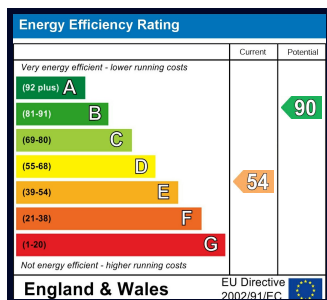 Energy Efficiency Rating
Current Potential
Very energy efficient - lower running costs
(92 plus) A
(81-91) B
90
(69-80) C
(55-68) D
(39-54) E
54
(21-38) F
(1-20) G
Not energy efficient - higher running costs
England & Wales
EU Directive
2002/91/EC